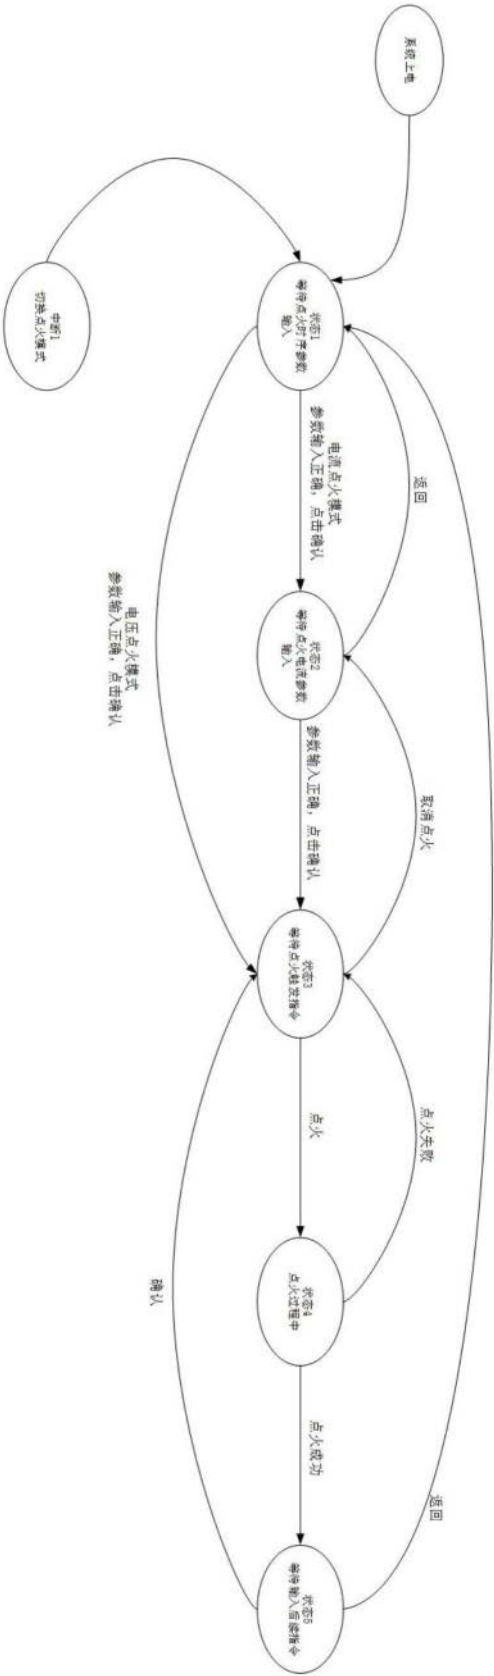 系统上电
中断1
切换点火模式
状态1
等待点火时序参数
输入
返回
电流点火模式
参数输入正确，点击确认
电压点火模式
参数输入正确，点击确认
状态2
等待点火电流参数
输入
取消点火
参数输入正确，点击确认
状态3
等待点火触发指令
点火失败
点火
确认
状态4
点火过程中
点火成功
返回
状态5
等待输入后续指令